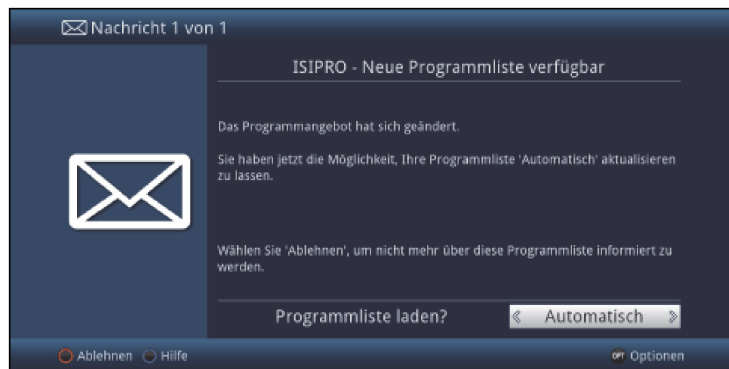 Nachricht 1 von 1
ISIPRO - Neue Programmliste verfügbar
Das Programmangebot hat sich geändert.
Sie haben jetzt die Möglichkeit, Ihre Programmliste 'Automatisch' aktualisieren
zu lassen.
Wählen Sie 'Ablehnen', um nicht mehr über diese Programmliste informiert zu
werden.
Programmliste laden? « Automatisch »
Ablehnen Hilfe OPT Optionen